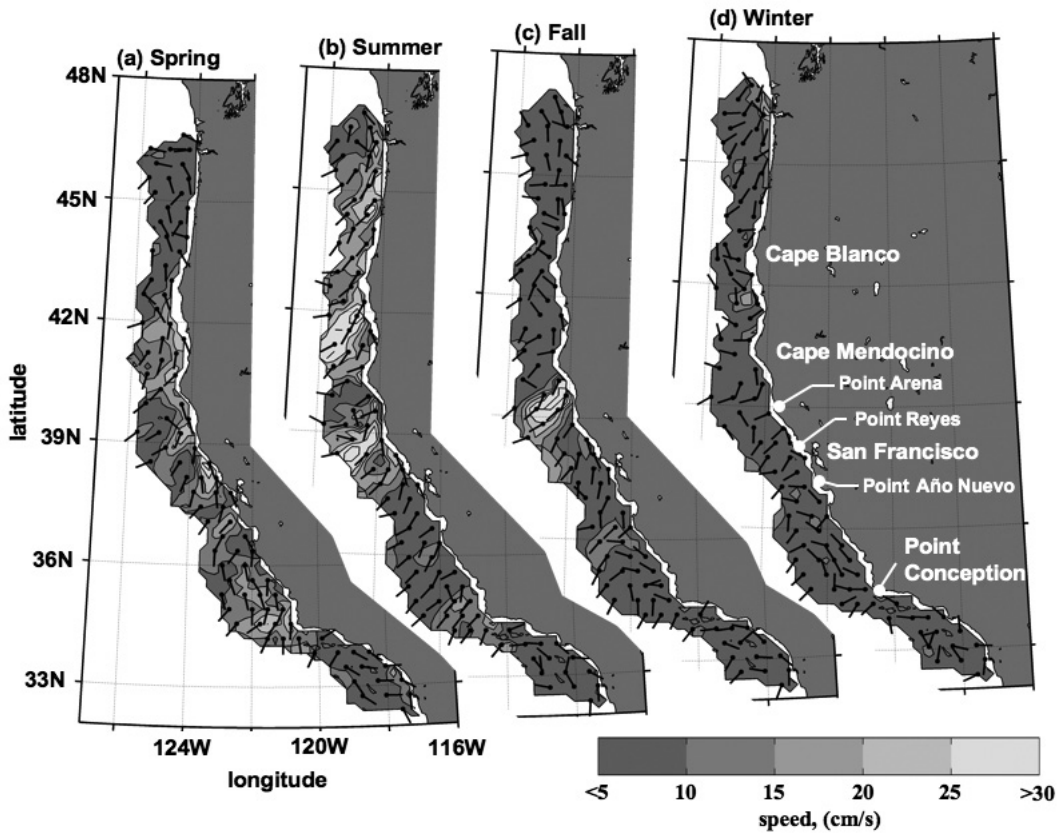 (a) Spring
(b) Summer
(c) Fall
(d) Winter
48N
45N
42N
39N
36N
33N
latitude
124W
120W
116W
longitude
Cape Blanco
Cape Mendocino
Point Arena
Point Reyes
San Francisco
Point Año Nuevo
Point
Conception
<5 10 15 20 25 >30
speed, (cm/s)